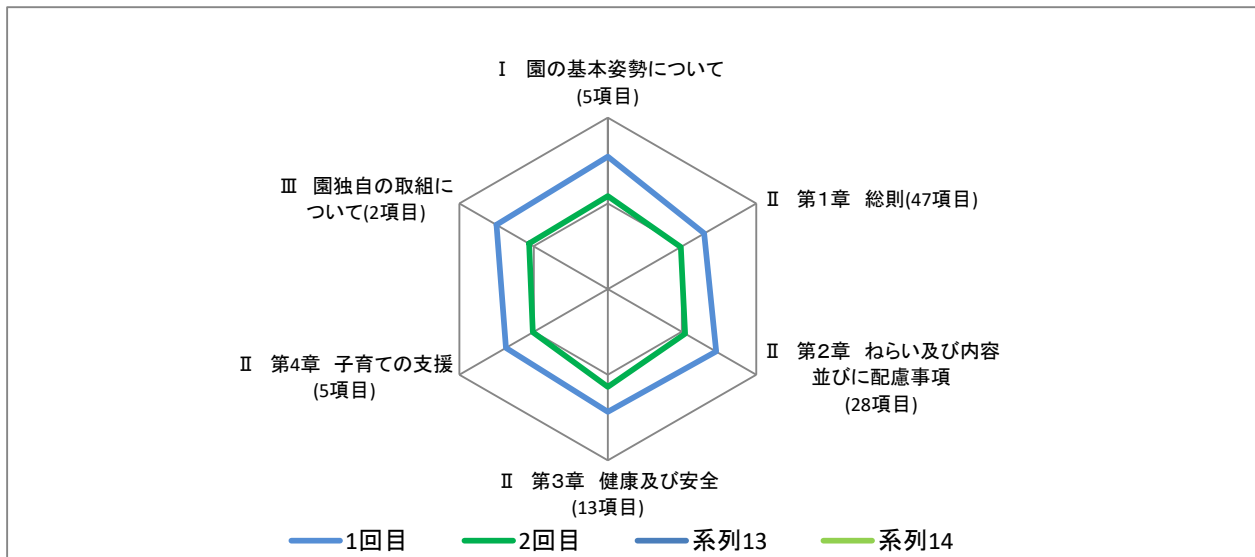 Ⅰ　園の基本姿勢について
(5項目)
Ⅱ　第１章　総則(47項目)
Ⅱ　第２章　ねらい及び内容
並びに配慮事項
(28項目)
Ⅱ　第３章　健康及び安全
(13項目)
Ⅱ　第４章　子育ての支援
(5項目)
Ⅲ　園独自の取組に
ついて(2項目)
1回目　2回目　系列13　系列14